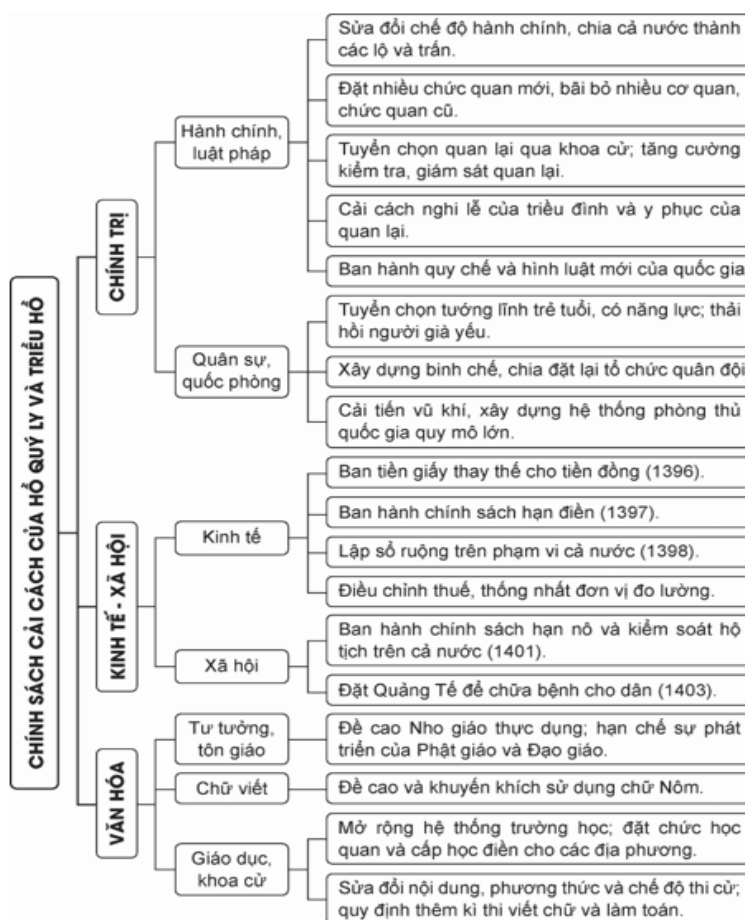 CHÍNH SÁCH CẢI CÁCH CỦA HỒ QUÝ LY VÀ TRIỀU HỒ
CHÍNH TRỊ
Hành chính,
luật pháp
Sửa đổi chế độ hành chính, chia cả nước thành
các lộ và trấn.
Đặt nhiều chức quan mới, bãi bỏ nhiều cơ quan,
chức quan cũ.
Tuyển chọn quan lại qua khoa cử; tăng cường
kiểm tra, giám sát quan lại.
Cải cách nghi lễ của triều đình và y phục của
quan lại.
Ban hành quy chế và hình luật mới của quốc gia
Quân sự,
quốc phòng
Tuyển chọn tướng lĩnh trẻ tuổi, có năng lực; thải
hồi người già yếu.
Xây dựng binh chế, chia đặt lại tổ chức quân đội
Cải tiến vũ khí, xây dựng hệ thống phòng thủ
quốc gia quy mô lớn.
KINH TẾ - XÃ HỘI
Kinh tế
Ban tiền giấy thay thế cho tiền đồng (1396).
Ban hành chính sách hạn điền (1397).
Lập sổ ruộng trên phạm vi cả nước (1398).
Điều chỉnh thuế, thống nhất đơn vị đo lường.
Xã hội
Ban hành chính sách hạn nô và kiểm soát hộ
tịch trên cả nước (1401).
Đặt Quảng Tế để chữa bệnh cho dân (1403).
VĂN HÓA
Tư tưởng,
tôn giáo
Đề cao Nho giáo thực dụng; hạn chế sự phát
triển của Phật giáo và Đạo giáo.
Chữ viết
Đề cao và khuyến khích sử dụng chữ Nôm.
Giáo dục,
khoa cử
Mở rộng hệ thống trường học; đặt chức học
quan và cấp học điền cho các địa phương.
Sửa đổi nội dung, phương thức và chế độ thi cử;
quy định thêm kì thi viết chữ và làm toán.